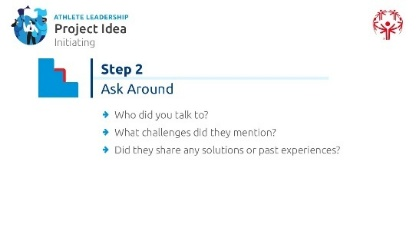 ATHLETE LEADERSHIP
Project Idea
Initiating
Step 2
Ask Around
Who did you talk to?
What challenges did they mention?
Did they share any solutions or past experiences?